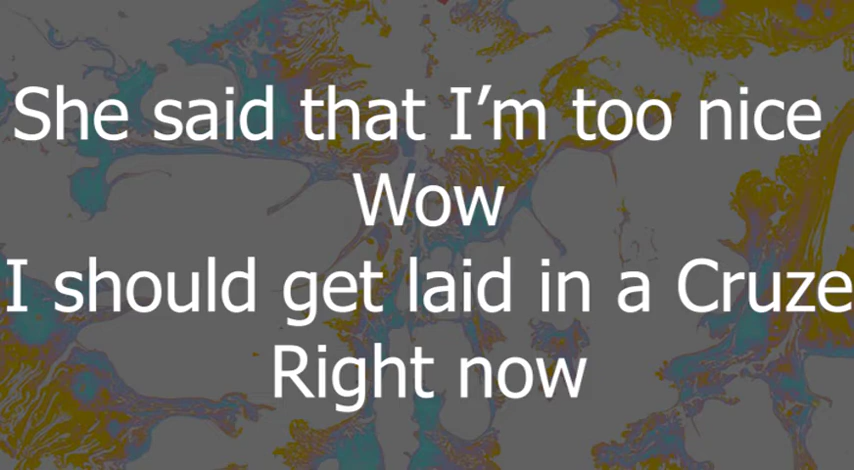 She said that I’m too nice
Wow
I should get laid in a Cruze
Right now